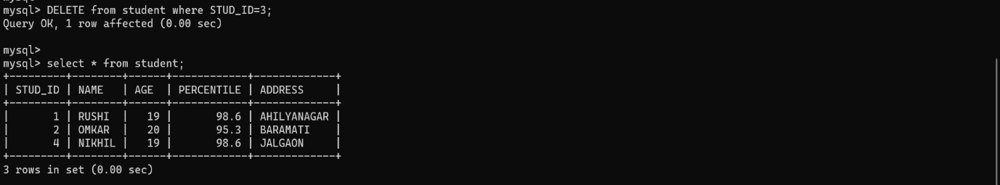 mysql> DELETE from student where STUD_ID=3;
Query OK, 1 row affected (0.00 sec)

mysql>
mysql> select * from student;
+---------+--------+------+------------+-------------+
| STUD_ID | NAME   | AGE  | PERCENTILE | ADDRESS     |
+---------+--------+------+------------+-------------+
|       1 | RUSHI  |   19 |       98.6 | AHILYANAGAR |
|       2 | OMKAR  |   20 |       95.3 | BARAMATI    |
|       4 | NIKHIL |   19 |       98.6 | JALGAON     |
+---------+--------+------+------------+-------------+
3 rows in set (0.00 sec)